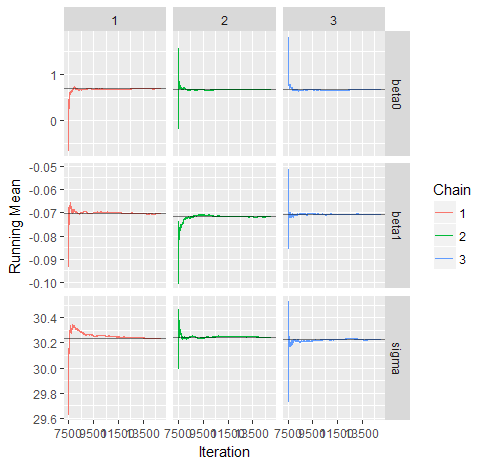 1 2 3
1
0
beta0
-0.05
-0.06
-0.07
-0.08
-0.09
-0.10
beta1
30.4
30.2
30.0
29.8
29.6
sigma
7500 9500 11500 13500 7500 9500 11500 13500 7500 9500 11500 13500
Iteration
Running Mean
Chain
1
2
3